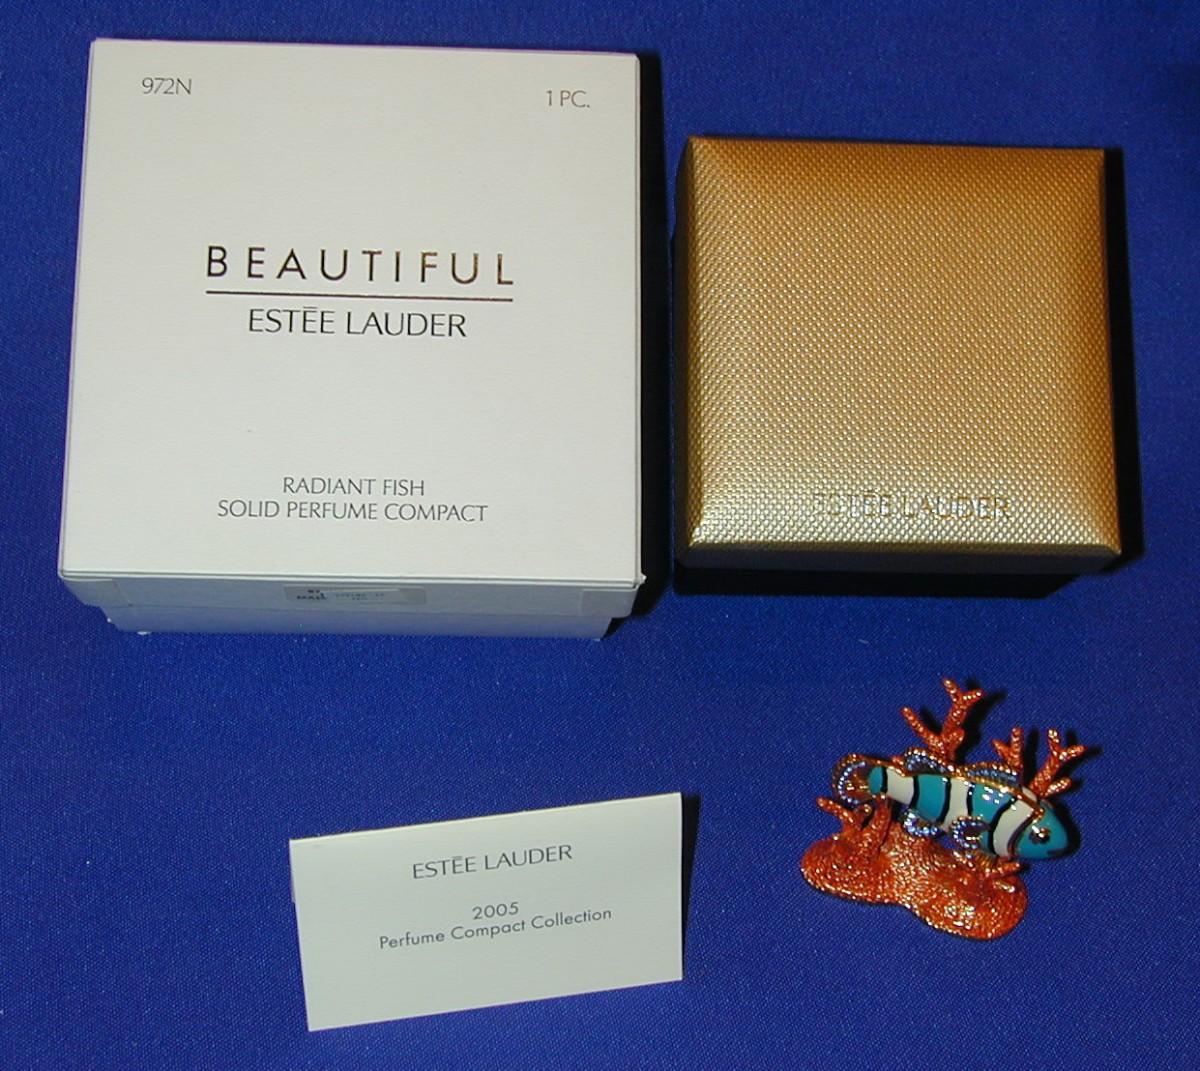 972N
1 PC.
BEAUTIFUL
ESTĒE LAUDER
RADIANT FISH
SOLID PERFUME COMPACT
ESTĒE LAUDER
ESTĒE LAUDER
2005
Perfume Compact Collection